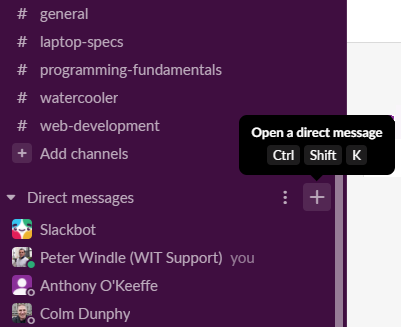 # general
# laptop-specs
# programming-fundamentals
# watercooler
# web-development
+ Add channels
Open a direct message
Ctrl Shift K
Direct messages
Slackbot
Peter Windle (WIT Support) you
Anthony O'Keeffe
Colm Dunphy